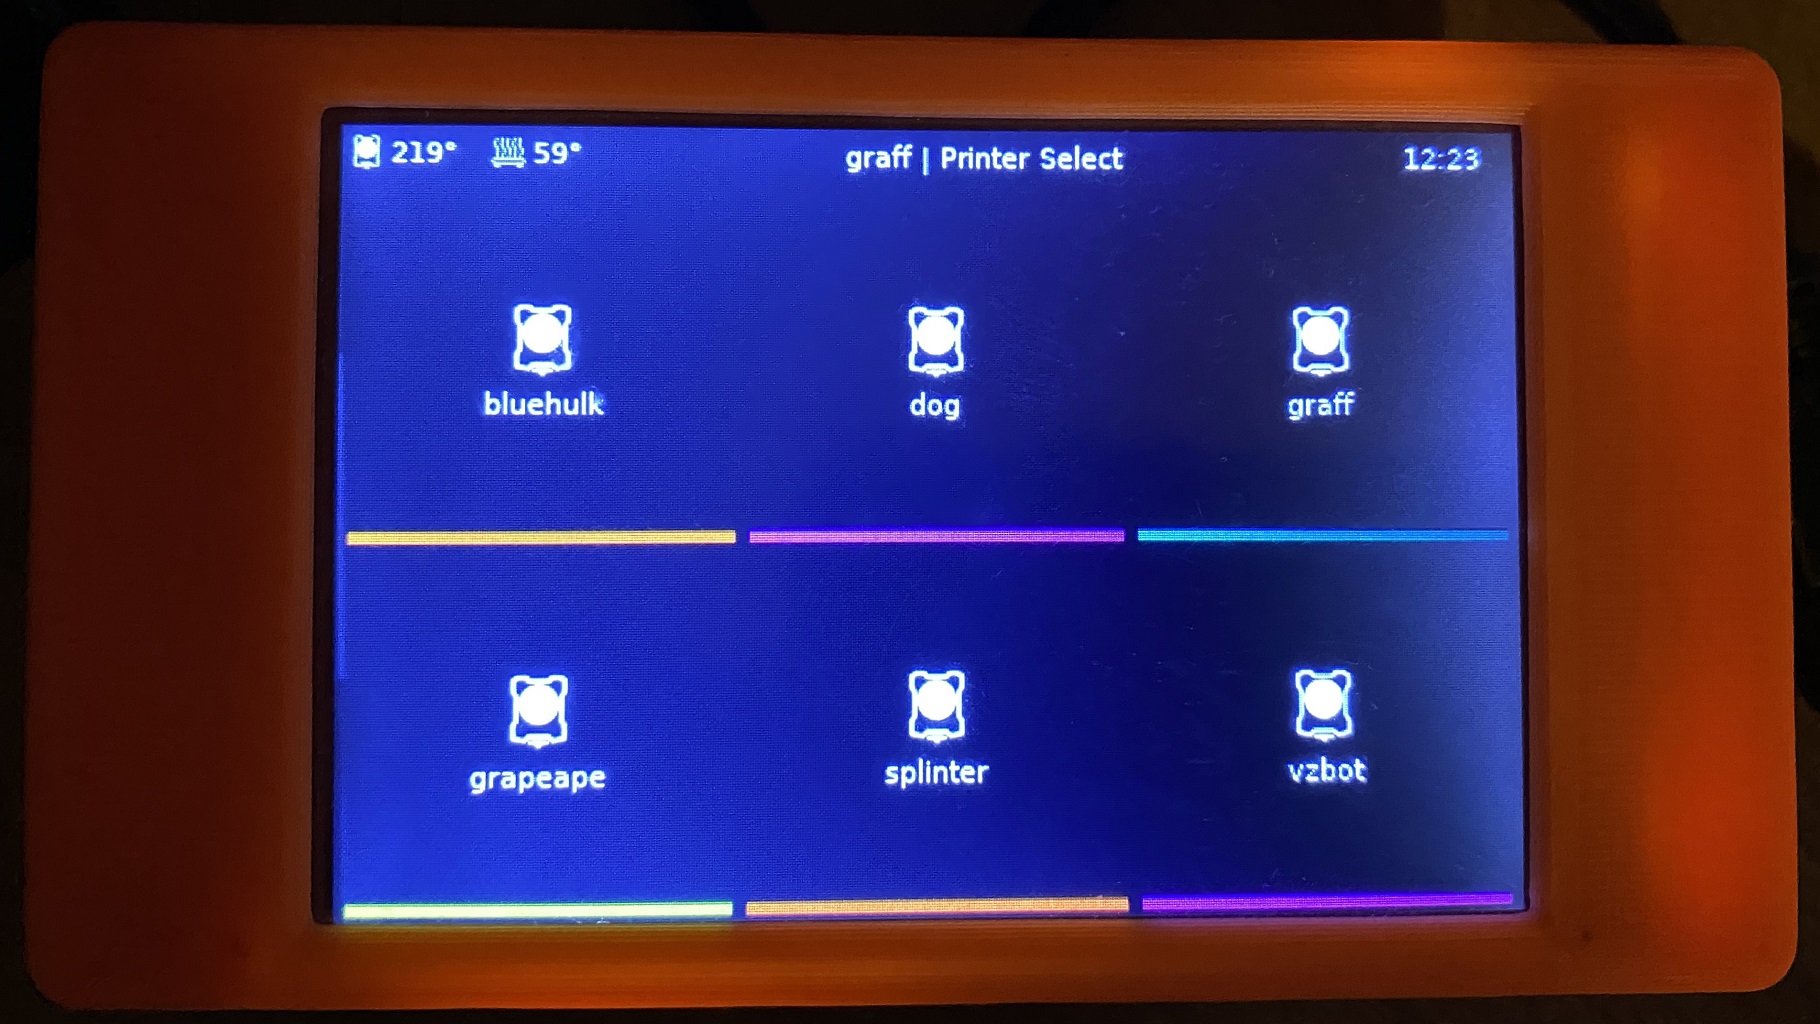 219° 59° graff | Printer Select 12:23
bluehulk dog graff
grapeape splinter vzbot